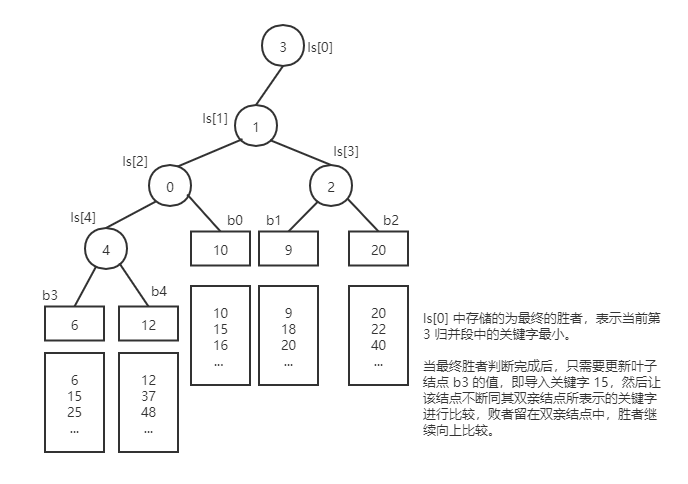 3 ls[0]
ls[1] 1
ls[2] ls[3]
0 2
ls[4] b0 b1 b2
4 10 9 20
b3 b4
6 12
10 9 20
15 18 22
16 20 40
... ... ...
6 12
15 37
25 48
... ...
ls[0] 中存储的为最终的胜者，表示当前第
3 归并段中的关键字最小。
当最终胜者判断完成后，只需要更新叶子
结点 b3 的值，即导入关键字 15，然后让
该结点不断同其双亲结点所表示的关键字
进行比较，败者留在双亲结点中，胜者继
续向上比较。